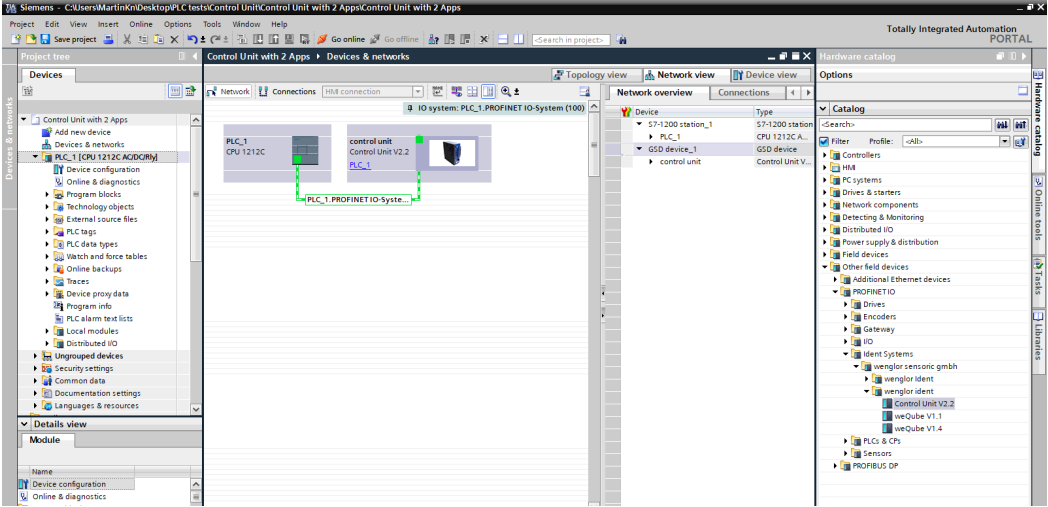 Siemens - C:\Users\MartinKn\Desktop\PLC tests\Control Unit\Control Unit with 2 Apps\Control Unit with 2 Apps
Project Edit View Insert Online Options Tools Window Help
Totally Integrated Automation
PORTAL
Save project
Go online
Go offline
<Search in project>
Project tree
Devices
Devices & networks
Control Unit with 2 Apps
Add new device
Devices & networks
PLC_1 [CPU 1212C AC/DC/Rly]
Device configuration
Online & diagnostics
Program blocks
Technology objects
External source files
PLC tags
PLC data types
Watch and force tables
Online backups
Traces
Device proxy data
Program info
PLC alarm text lists
Local modules
Distributed I/O
Ungrouped devices
Security settings
Common data
Documentation settings
Languages & resources
Details view
Module
Name
Device configuration
Online & diagnostics
Control Unit with 2 Apps
Devices & networks
Topology view
Network view
Device view
Network
Connections
HMI connection
IO system: PLC_1.PROFINET IO-System (100)
PLC_1
CPU 1212C
control unit
Control Unit V2.2
PLC_1
PLC_1.PROFINET IO-Syste...
Network overview
Connections
Device Type
S7-1200 station_1 S7-1200 station
PLC_1 CPU 1212C A...
GSD device_1 GSD device
control unit Control Unit V...
Hardware catalog
Options
Catalog
<Search>
Filter Profile: <All>
Controllers
HMI
PC systems
Drives & starters
Network components
Detecting & Monitoring
Distributed I/O
Power supply & distribution
Field devices
Other field devices
Additional Ethernet devices
PROFINET IO
Drives
Encoders
Gateway
I/O
Ident Systems
wenglor sensoric gmbh
wenglor Ident
wenglor ident
Control Unit V2.2
weQube V1.1
weQube V1.4
PLCs & CPs
Sensors
PROFIBUS DP
Hardware catalog
Online tools
Tasks
Libraries